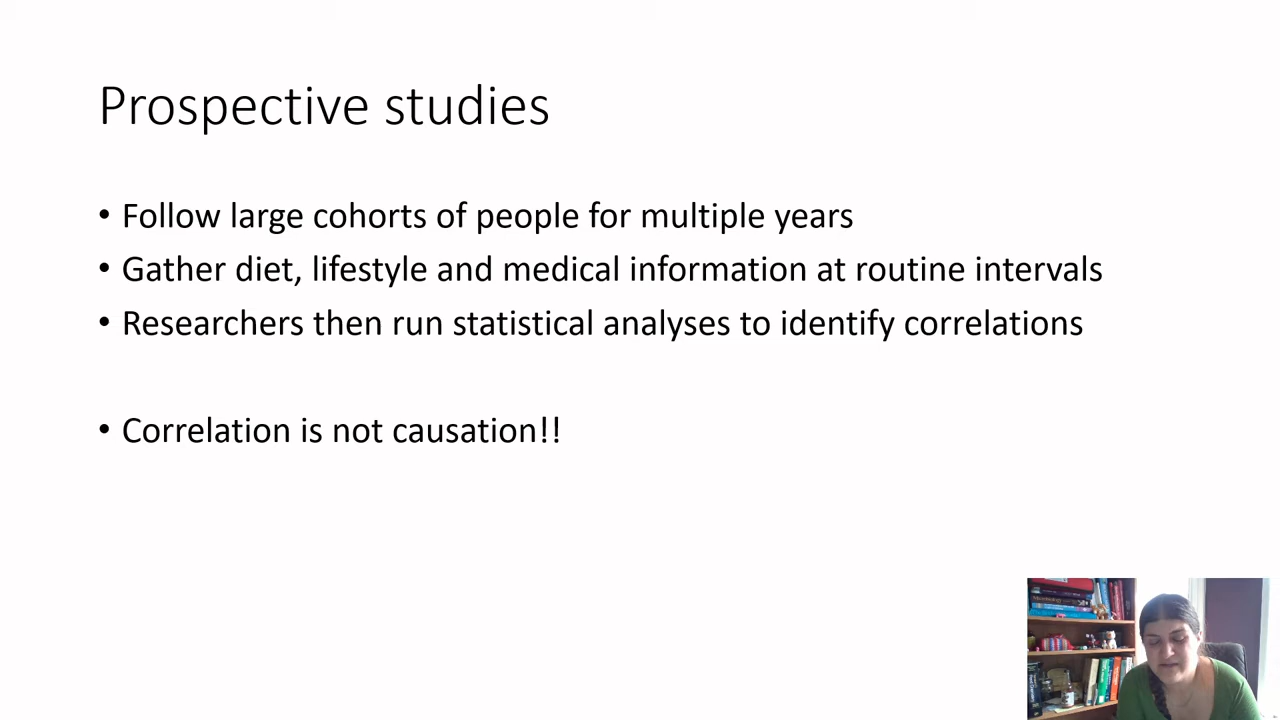 Prospective studies
• Follow large cohorts of people for multiple years
• Gather diet, lifestyle and medical information at routine intervals
• Researchers then run statistical analyses to identify correlations
• Correlation is not causation!!